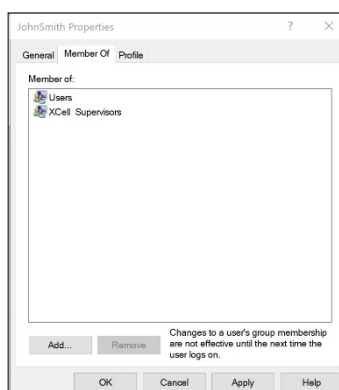 JohnSmith Properties ? ×
General Member Of Profile
Member of:
Users
XCell Supervisors
Add... Remove
Changes to a user's group membership
are not effective until the next time the
user logs on.
OK Cancel Apply Help